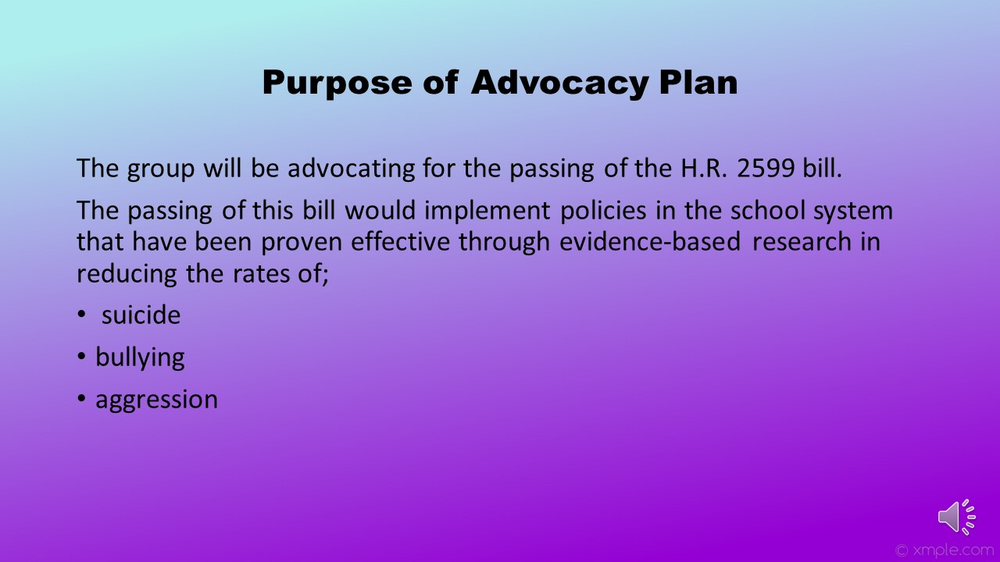 Purpose of Advocacy Plan
The group will be advocating for the passing of the H.R. 2599 bill.
The passing of this bill would implement policies in the school system
that have been proven effective through evidence-based research in
reducing the rates of;
• suicide
• bullying
• aggression
© xmple.com